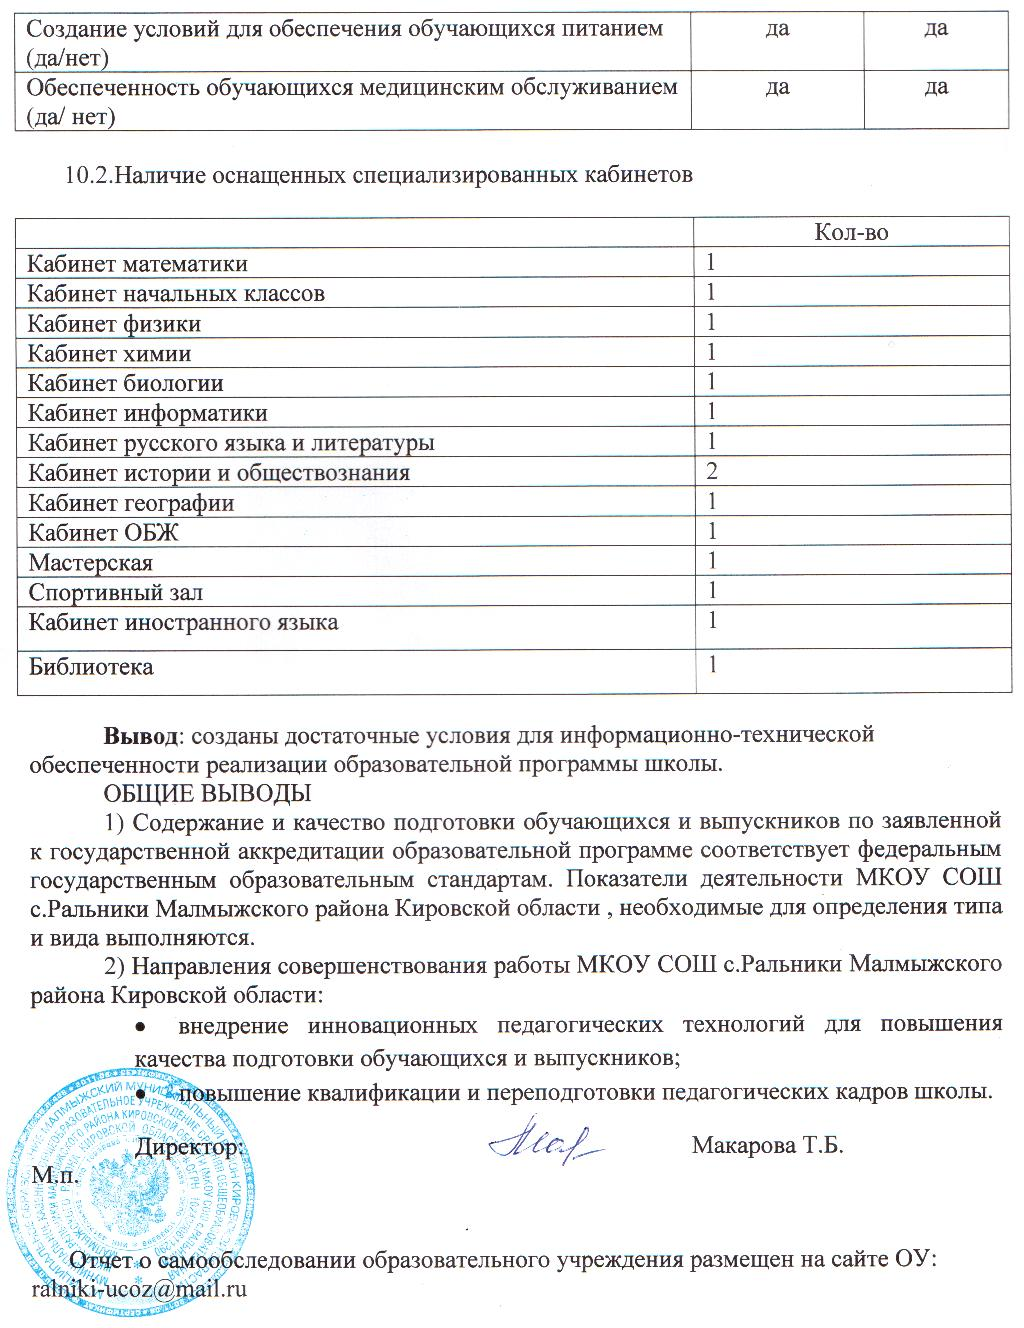 Создание условий для обеспечения обучающихся питанием да да
(да/нет)
Обеспеченность обучающихся медицинским обслуживанием да да
(да/ нет)
10.2.Наличие оснащенных специализированных кабинетов
Кол-во
Кабинет математики 1
Кабинет начальных классов 1
Кабинет физики 1
Кабинет химии 1
Кабинет биологии 1
Кабинет информатики 1
Кабинет русского языка и литературы 1
Кабинет истории и обществознания 2
Кабинет географии 1
Кабинет ОБЖ 1
Мастерская 1
Спортивный зал 1
Кабинет иностранного языка 1
Библиотека 1
Вывод: созданы достаточные условия для информационно-технической
обеспеченности реализации образовательной программы школы.
ОБЩИЕ ВЫВОДЫ
1) Содержание и качество подготовки обучающихся и выпускников по заявленной
к государственной аккредитации образовательной программе соответствует федеральным
государственным образовательным стандартам. Показатели деятельности МКОУ СОШ
с.Ральники Малмыжского района Кировской области , необходимые для определения типа
и вида выполняются.
2) Направления совершенствования работы МКОУ СОШ с.Ральники Малмыжского
района Кировской области:
• внедрение инновационных педагогических технологий для повышения
качества подготовки обучающихся и выпускников;
• повышение квалификации и переподготовки педагогических кадров школы.
Директор: Макарова Т.Б.
М.п.
Отчет о самообследовании образовательного учреждения размещен на сайте ОУ:
ralniki-ucoz@mail.ru